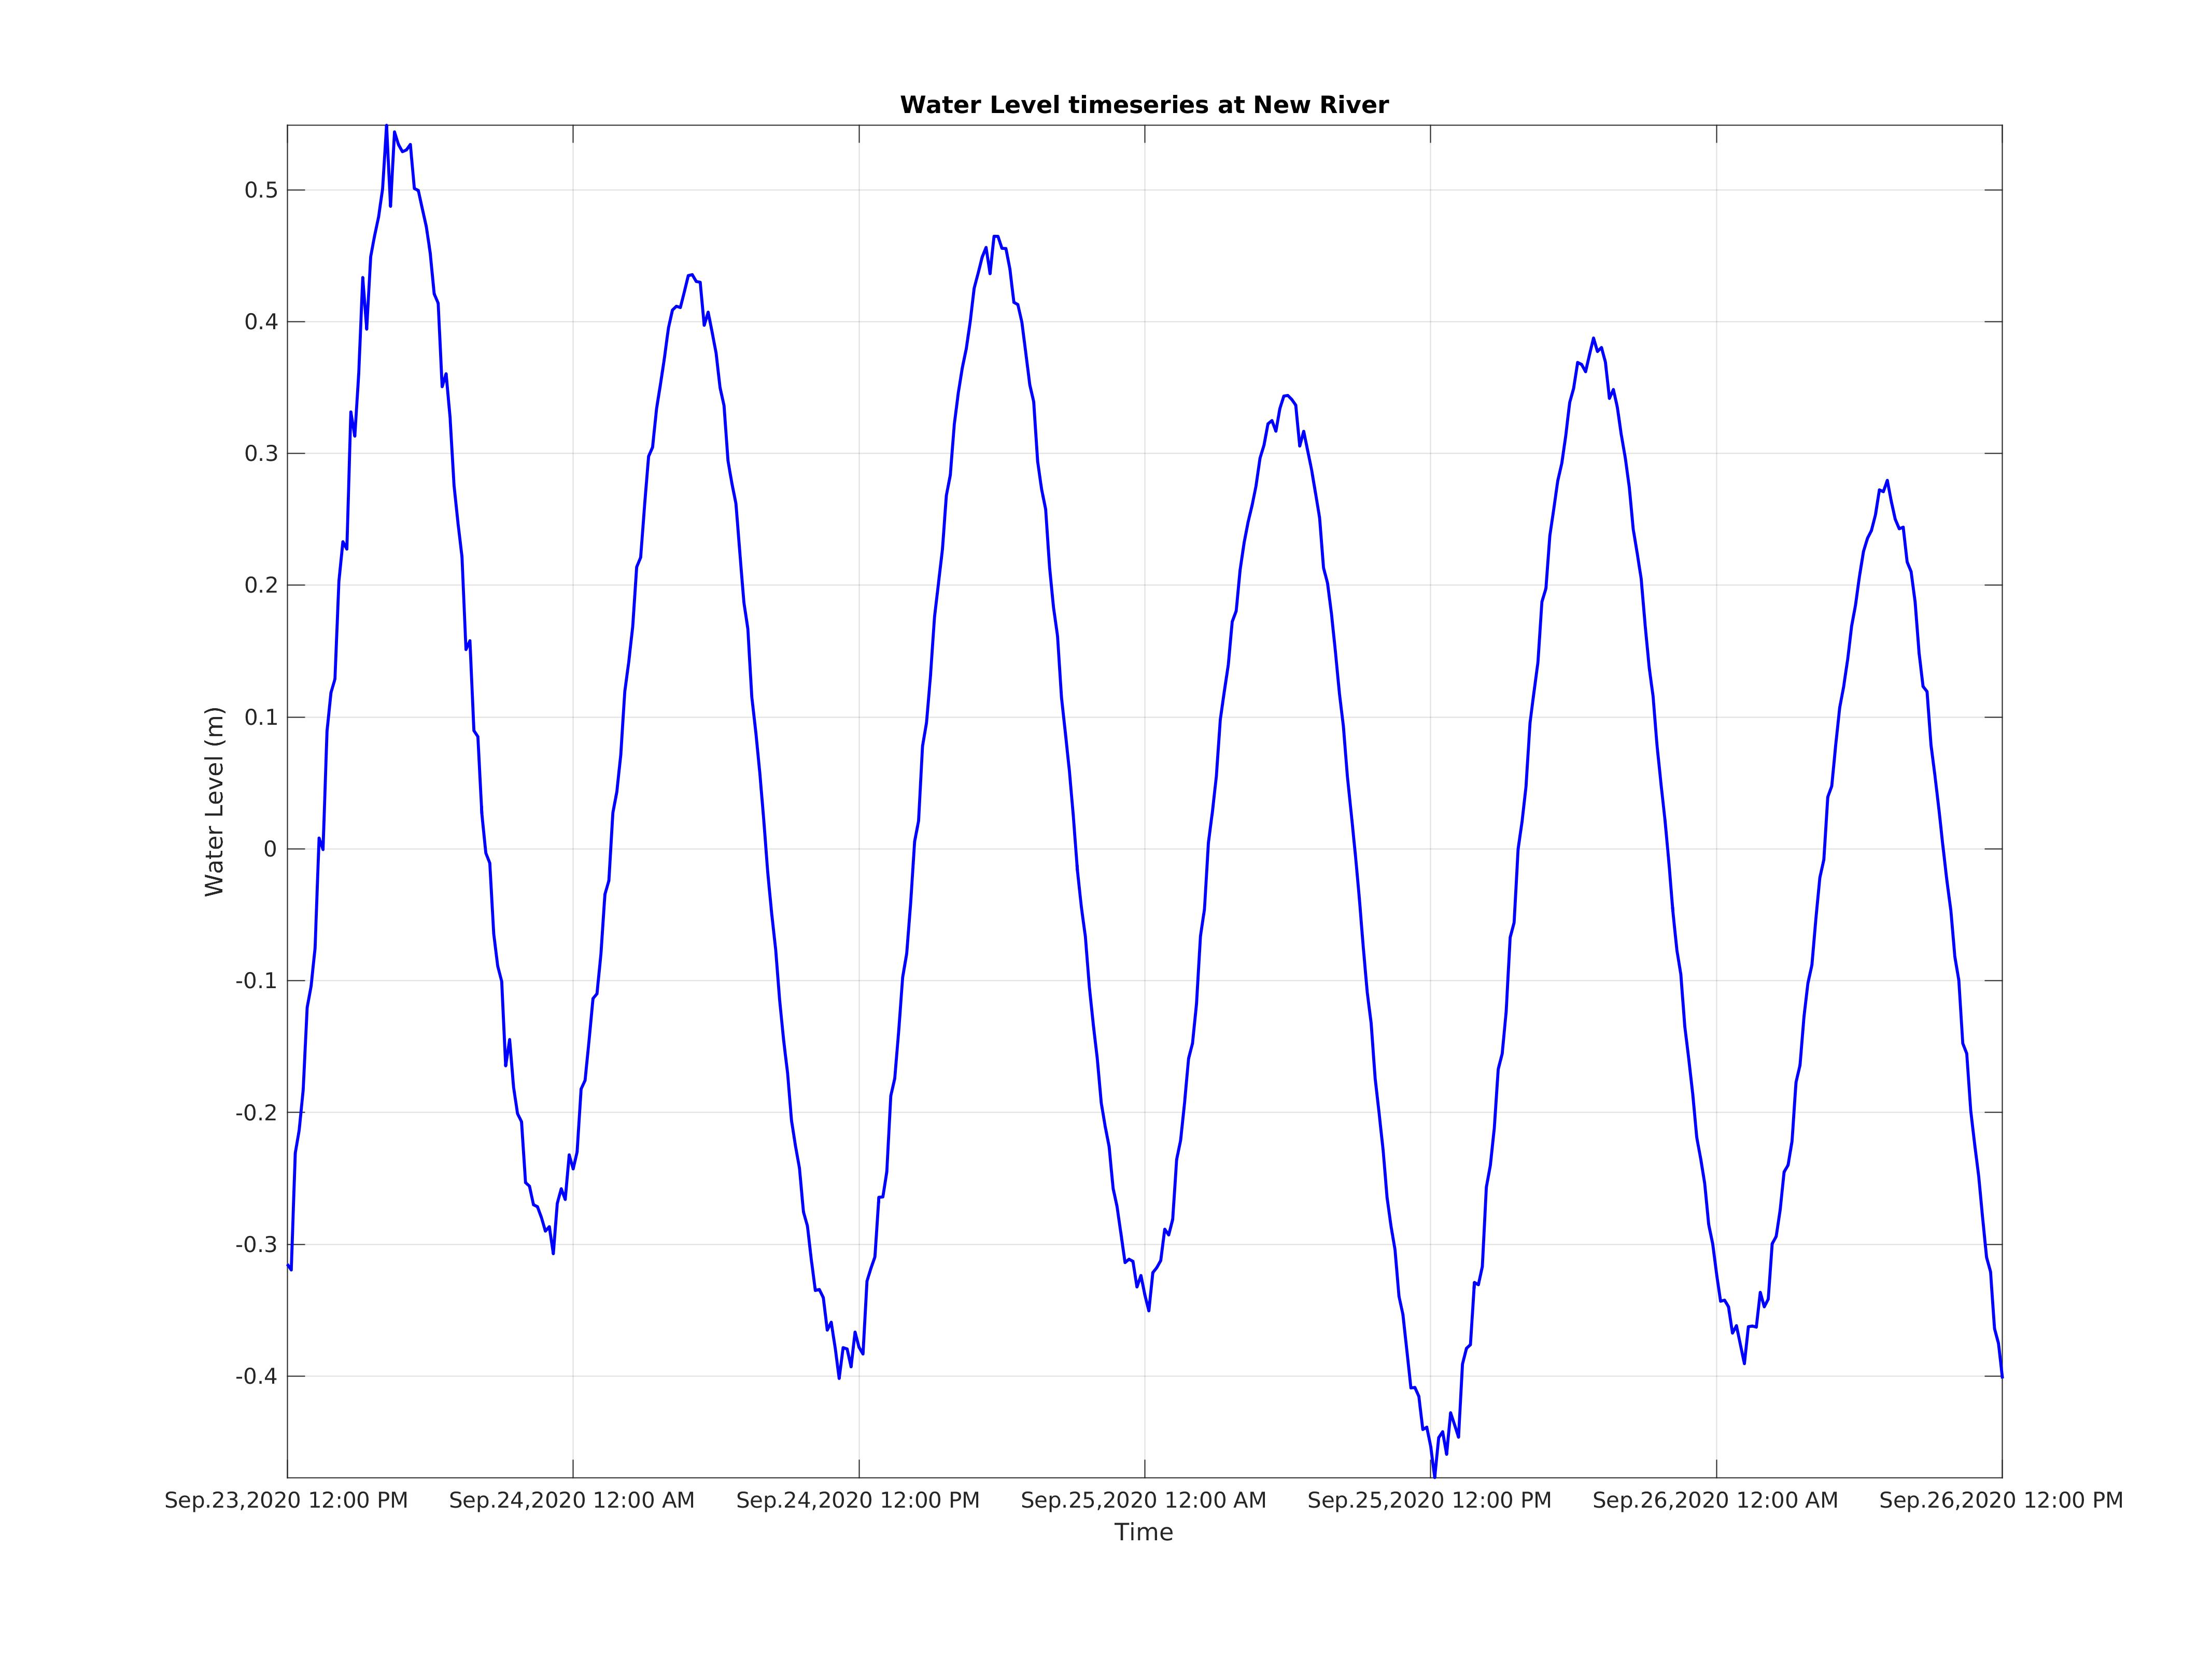 Water Level timeseries at New River
0.5
0.4
0.3
0.2
0.1
0
-0.1
-0.2
-0.3
-0.4
Water Level (m)
Sep.23,2020 12:00 PM
Sep.24,2020 12:00 AM
Sep.24,2020 12:00 PM
Sep.25,2020 12:00 AM
Sep.25,2020 12:00 PM
Sep.26,2020 12:00 AM
Sep.26,2020 12:00 PM
Time